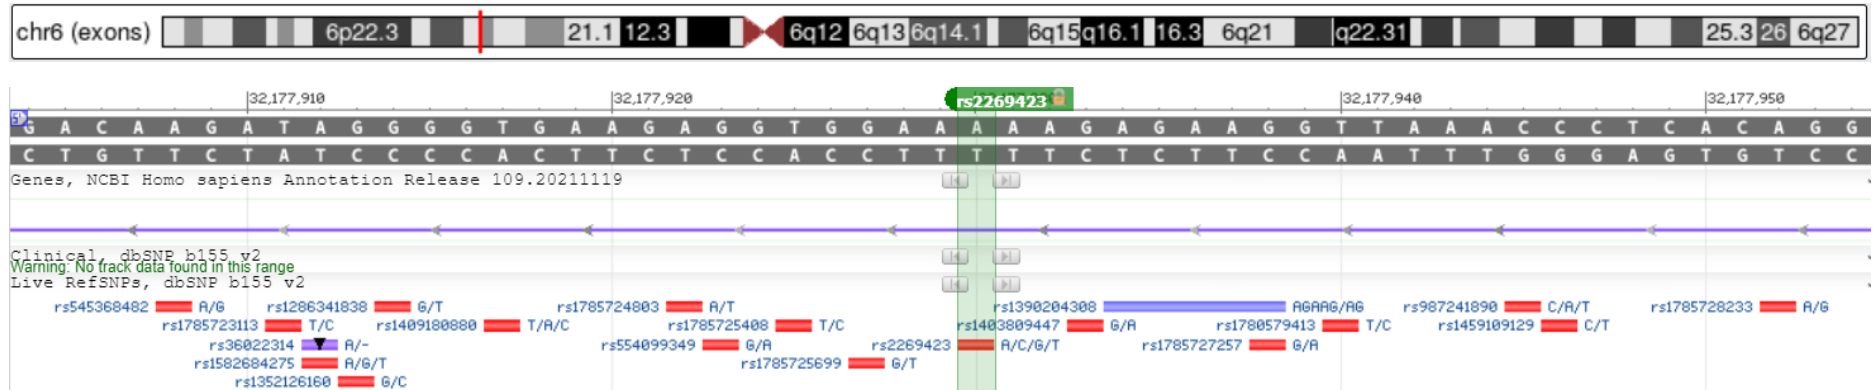 chr6 (exons) 6p22.3 21.1 12.3 6q12 6q13 6q14.1 6q15 q16.1 16.3 6q21 q22.31 25.3 26 6q27
32,177,910 32,177,920 rs2269423 32,177,940 32,177,950
5'
G A C A A G A T A G G G G T G A A G A G G T G G A A A A A G A G A A G G T T A A A C C C T C A C A G G
C T G T T C T A T C C C C A C T T C T C C A C C T T T T T C T C T T C C A A T T T G G G A G T G T C C
Genes, NCBI Homo sapiens Annotation Release 109.20211119
Clinical, dbSNP b155 v2
Warning: No track data found in this range
Live RefSNPs, dbSNP b155 v2
rs545368482 A/G rs1286341838 G/T rs1785724803 A/T rs1390204308 AGAAG/AG rs987241890 C/A/T rs1785728233 A/G
rs1785723113 T/C rs1409180880 T/A/C rs1785725408 T/C rs1403809447 G/A rs1780579413 T/C rs1459109129 C/T
rs36022314 A/- rs554099349 G/A rs2269423 A/C/G/T rs1785727257 G/A
rs1582684275 A/G/T rs1785725699 G/T
rs1352126160 G/C